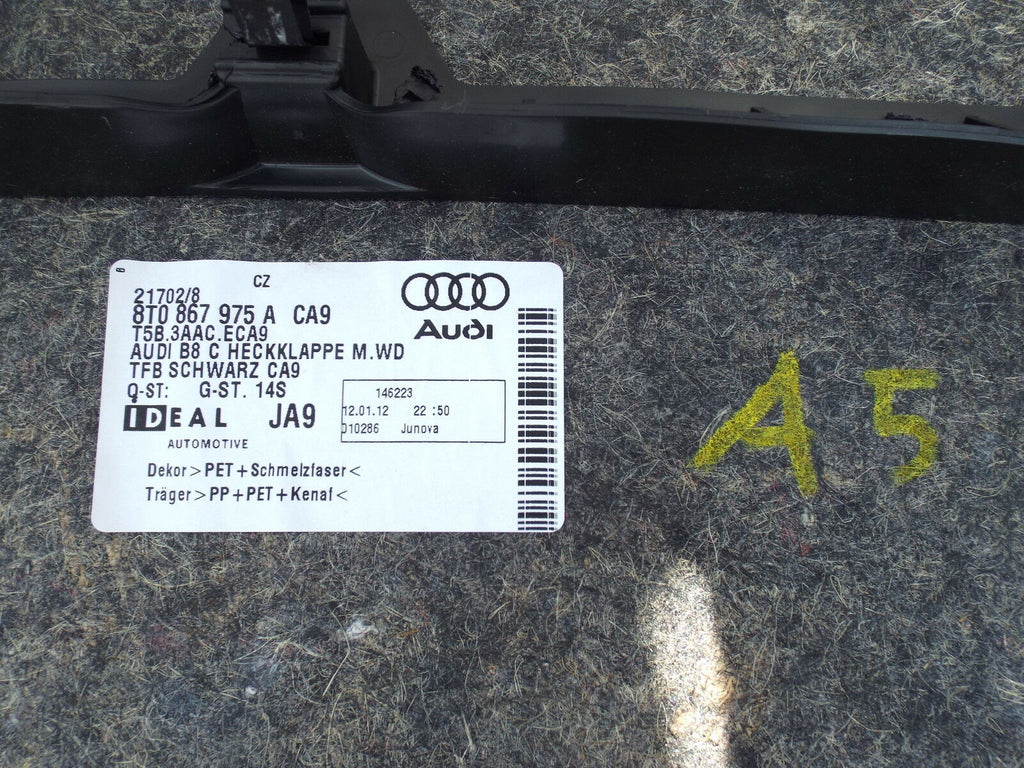 8
CZ
21702/8
8T0 867 975 A CA9
T5B.3AAC.ECA9
AUDI B8 C HECKKLAPPE M.WD
TFB SCHWARZ CA9
Q-ST: G-ST. 14S
IDEAL JA9
AUTOMOTIVE
Audi
146223
12.01.12 22:50
010286 Junova
Dekor>PET+Schmelzfaser<
Träger>PP+PET+Kenaf<
A5